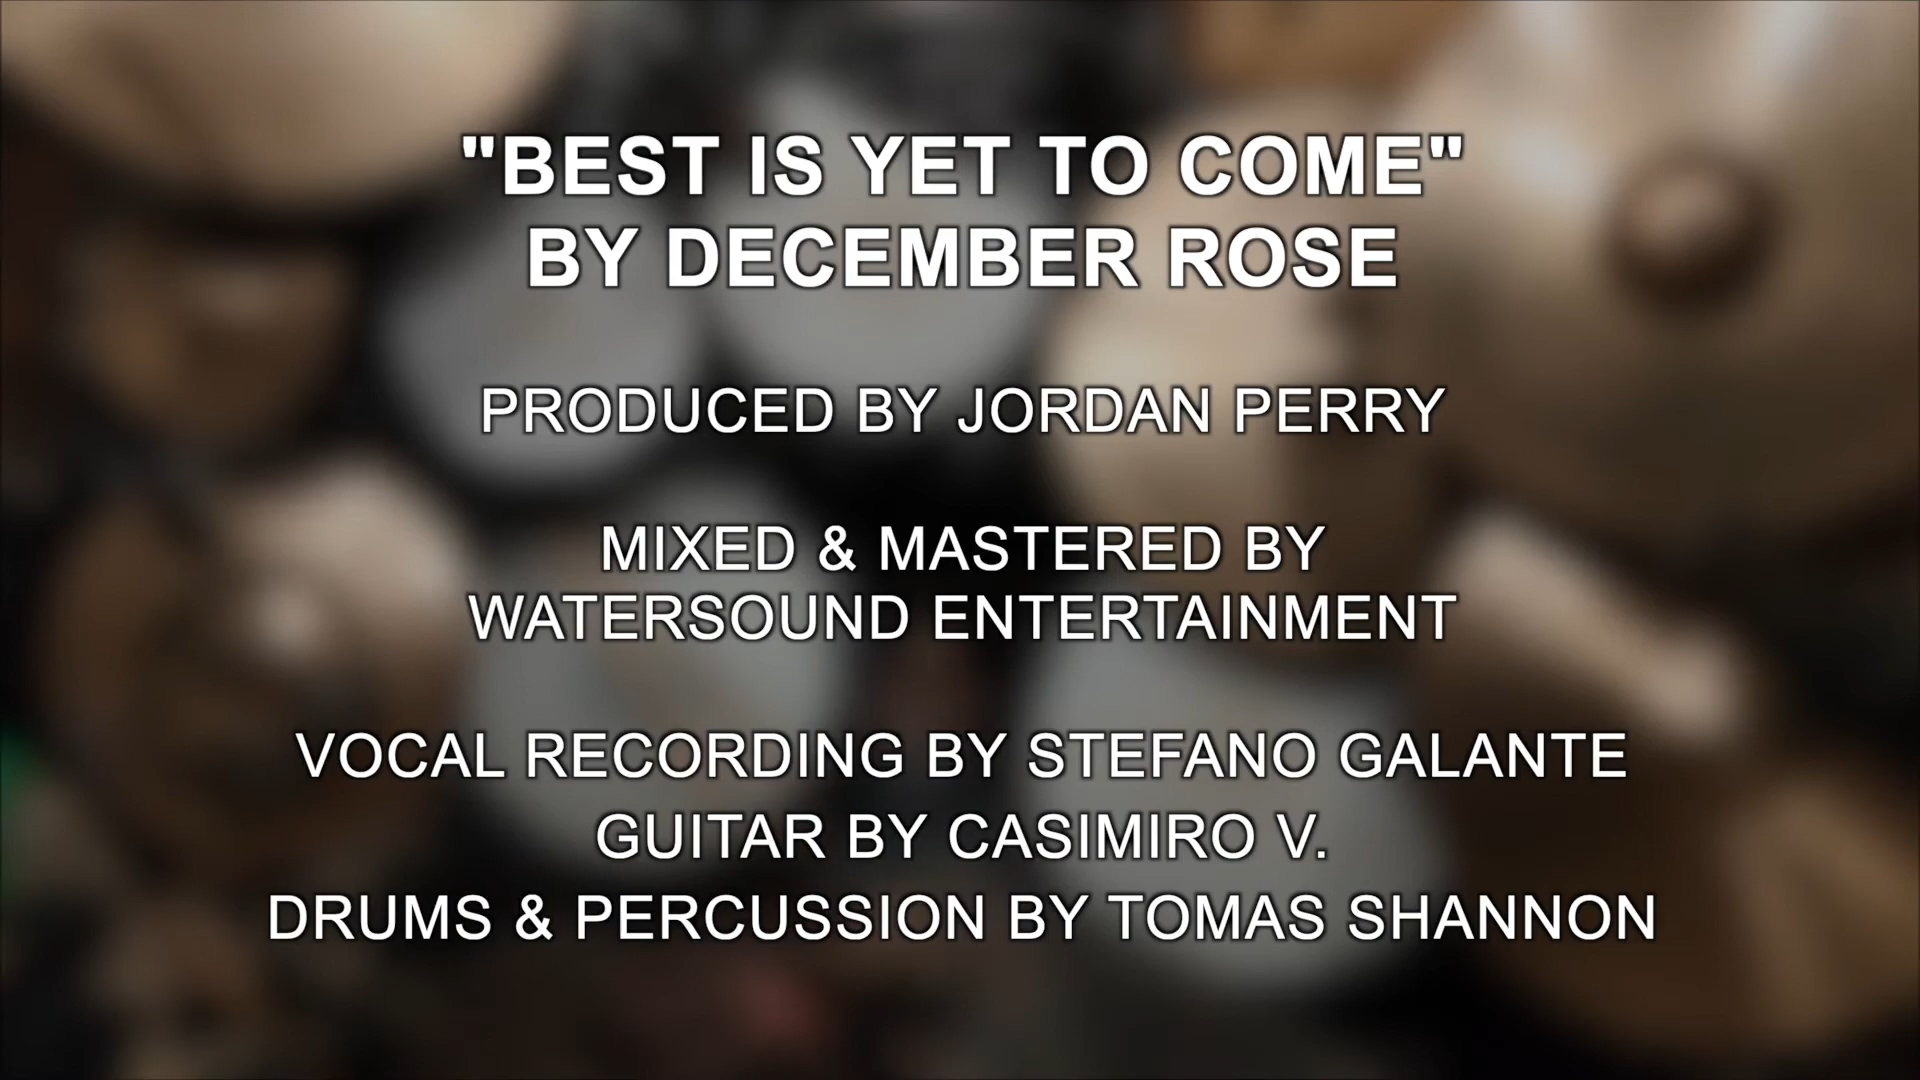 "BEST IS YET TO COME"
BY DECEMBER ROSE
PRODUCED BY JORDAN PERRY
MIXED & MASTERED BY
WATERSOUND ENTERTAINMENT
VOCAL RECORDING BY STEFANO GALANTE
GUITAR BY CASIMIRO V.
DRUMS & PERCUSSION BY TOMAS SHANNON